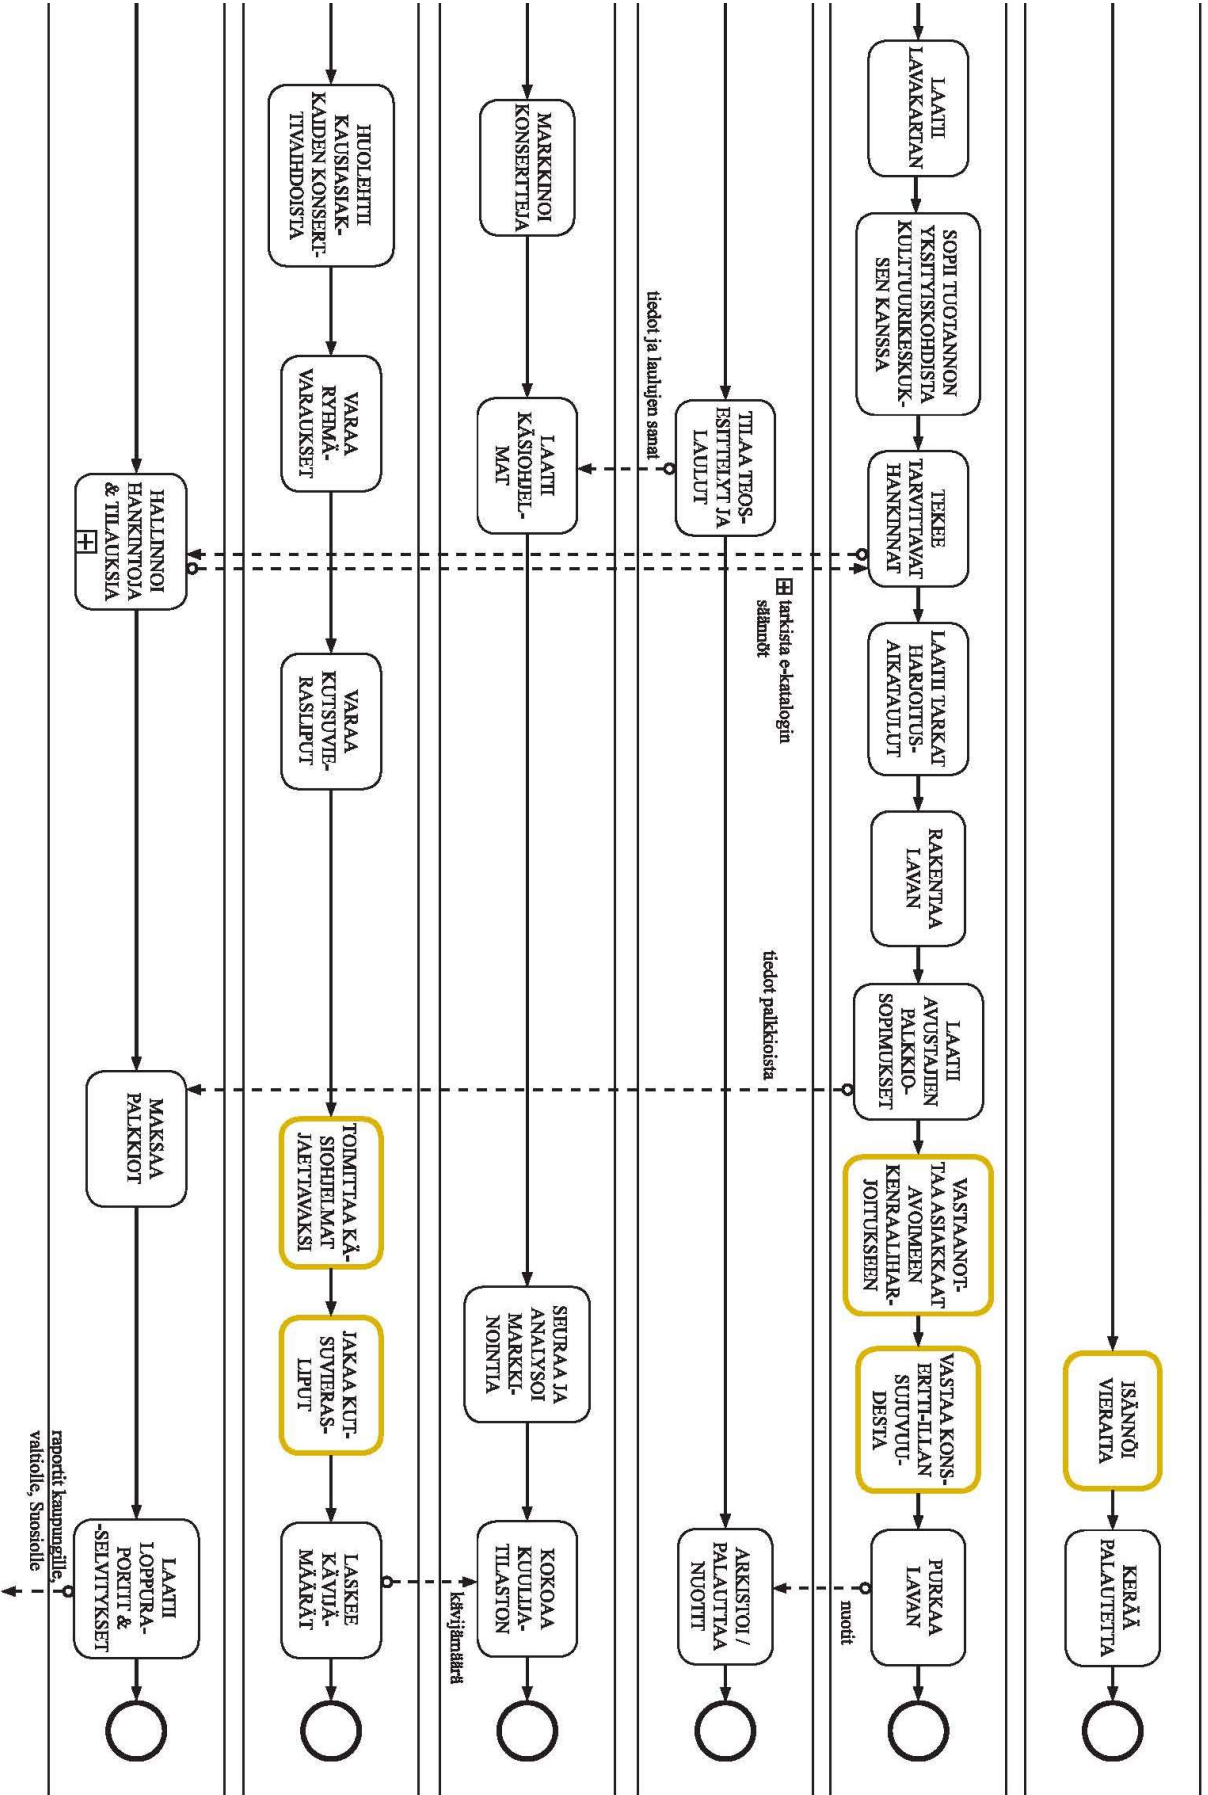 ISÄNNÖI
VIERAITA
KERÄÄ
PALAUTETTA
LAATII
LAVAKARTAN
SOPII TUOTANNON
YKSITYISKOHDISTA
KULTTUURIKESKUK-
SEN KANSSA
TEKEE
TARVITTAVAT
HANKINNAT
LAATII TARKAT
HARJOITUS-
AIKATAULUT
RAKENTAA
LAVAN
LAATII
AVUSTAJIEN
PALKKIO-
SOPIMUKSET
VASTAANOT-
TAA ASIAKKAAT
AVOIMEEN
KENRAALIHAR-
JOITUKSEEN
VASTAA KONS-
ERTTI-ILLAN
SUJUVUU-
DESTA
PURKAA
LAVAN
nuotit
tarkista e-katalogin
säännöt
tiedot palkkioista
TILAA TEOS-
ESITTELYT JA
LAULUT
ARKISTOI /
PALAUTTAA
NUOTIT
tiedot ja laulujen sanat
MARKKINOI
KONSERTTEJA
LAATII
KÄSIOHJEL-
MAT
SEURAA JA
ANALYSOI
MARKKI-
NOINTIA
KOKOAA
KUULIJA-
TILASTON
kävijämäärä
HUOLEHTII
KAUSIASIAK-
KAIDEN KONSERT-
TIVAIHDOISTA
VARAA
RYHMÄ-
VARAUKSET
VARAA
KUTSUVIE-
RASLIPUT
TOIMITTAA KÄ-
SIOHJELMAT
JAETTAVAKSI
JAKAA KUT-
SUVIERAS-
LIPUT
LASKEE
KÄVIJÄ-
MÄÄRÄT
HALLINNOI
HANKINTOJA
& TILAUKSIA
MAKSAA
PALKKIOT
LAATII
LOPPURA-
PORTIT &
-SELVITYKSET
raportit kaupungille,
valtiolle, Suosiolle